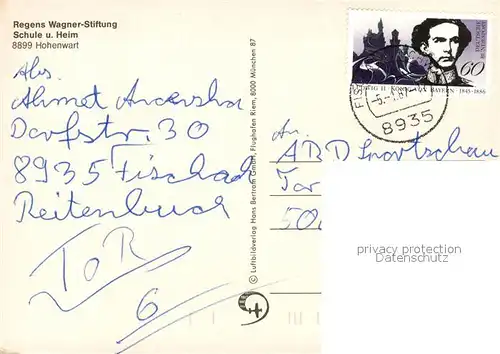 Regens Wagner-Stiftung
Schule u. Heim
8899 Hohenwart
Abs.
Ahmet
Dorfstr. 30
8935 Fischach
Reitenbuch
ToR
6
© Luftbildverlag Hans Bertram GmbH, Flughafen Riem, 8000 München 87
60
LUDWIG II · KÖNIG VON BAYERN · 1845-1886
8935
An
ARD Sportschau
Tor
50
privacy protection
Datenschutz